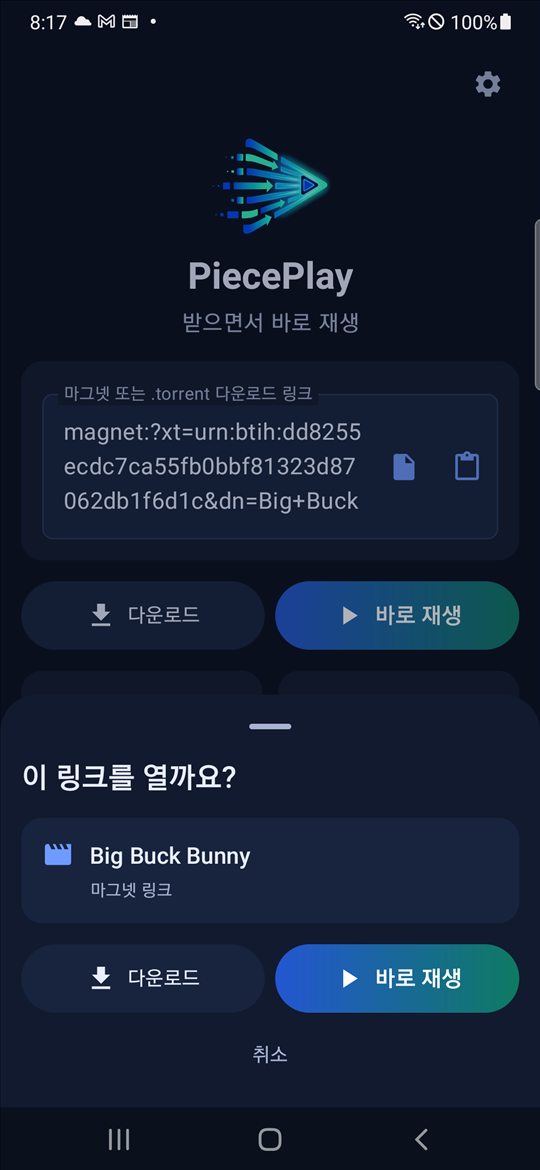 8:17
100%
PiecePlay
받으면서 바로 재생
마그넷 또는 .torrent 다운로드 링크
magnet:?xt=urn:btih:dd8255
ecdc7ca55fb0bbf81323d87
062db1f6d1c&dn=Big+Buck
다운로드
바로 재생
이 링크를 열까요?
Big Buck Bunny
마그넷 링크
다운로드
바로 재생
취소